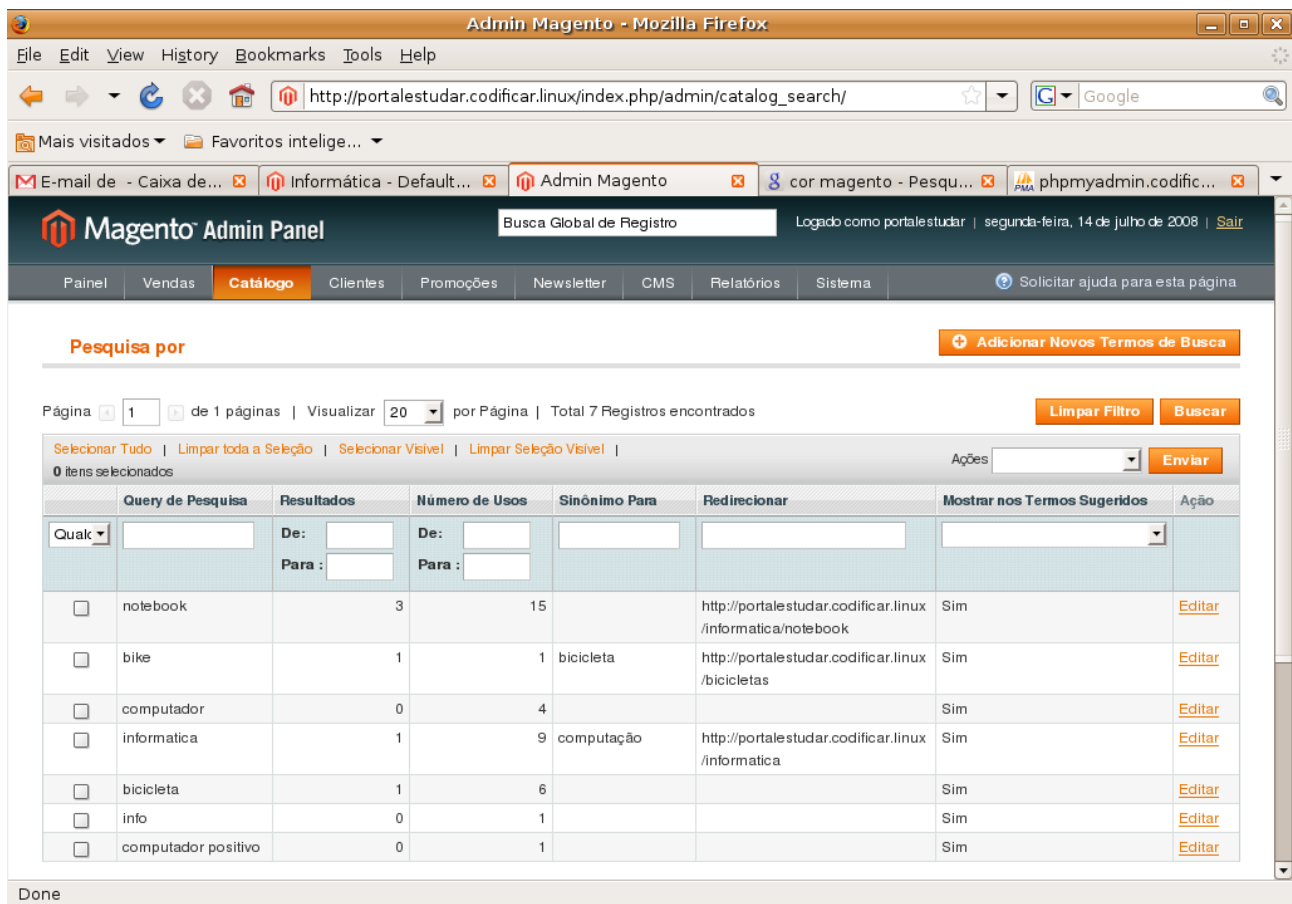 Admin Magento - Mozilla Firefox
File Edit View History Bookmarks Tools Help
http://portalestudar.codificar.linux/index.php/admin/catalog_search/ G Google
Mais visitados Favoritos intelige...
E-mail de - Caixa de... Informática - Default... Admin Magento cor magento - Pesqu... phpmyadmin.codific...
Magento Admin Panel Busca Global de Registro Logado como portalestudar | segunda-feira, 14 de julho de 2008 | Sair
Painel Vendas Catálogo Clientes Promoções Newsletter CMS Relatórios Sistema Solicitar ajuda para esta página
Pesquisa por Adicionar Novos Termos de Busca
Página 1 de 1 páginas | Visualizar 20 por Página | Total 7 Registros encontrados Limpar Filtro Buscar
Selecionar Tudo | Limpar toda a Seleção | Selecionar Visível | Limpar Seleção Visível |
0 itens selecionados Ações Enviar
Query de Pesquisa Resultados Número de Usos Sinônimo Para Redirecionar Mostrar nos Termos Sugeridos Ação
Qualc De: De:
Para : Para :
notebook 3 15 http://portalestudar.codificar.linux Sim Editar
/informatica/notebook
bike 1 1 bicicleta http://portalestudar.codificar.linux Sim Editar
/bicicletas
computador 0 4 Sim Editar
informatica 1 9 computação http://portalestudar.codificar.linux Sim Editar
/informatica
bicicleta 1 6 Sim Editar
info 0 1 Sim Editar
computador positivo 0 1 Sim Editar
Done